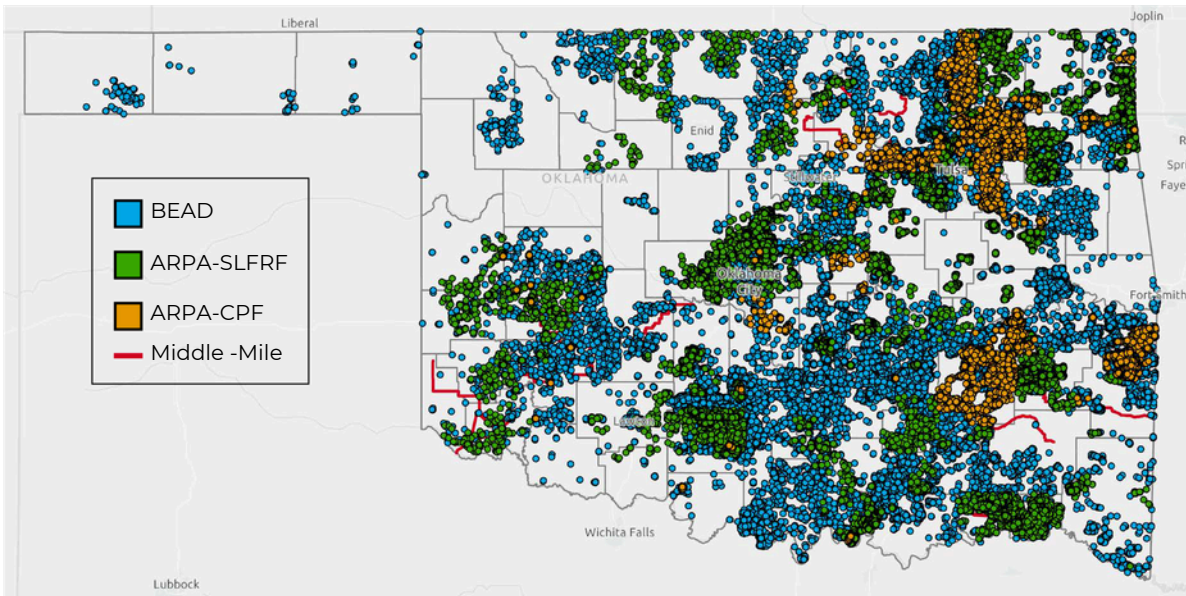 Liberal
Joplin
Enid
OKLAHOMA
Stillwater
Tulsa
R
Spri
Faye
BEAD
ARPA-SLFRF
ARPA-CPF
Middle -Mile
Oklahoma
City
Fort Smith
Lawton
Wichita Falls
Lubbock